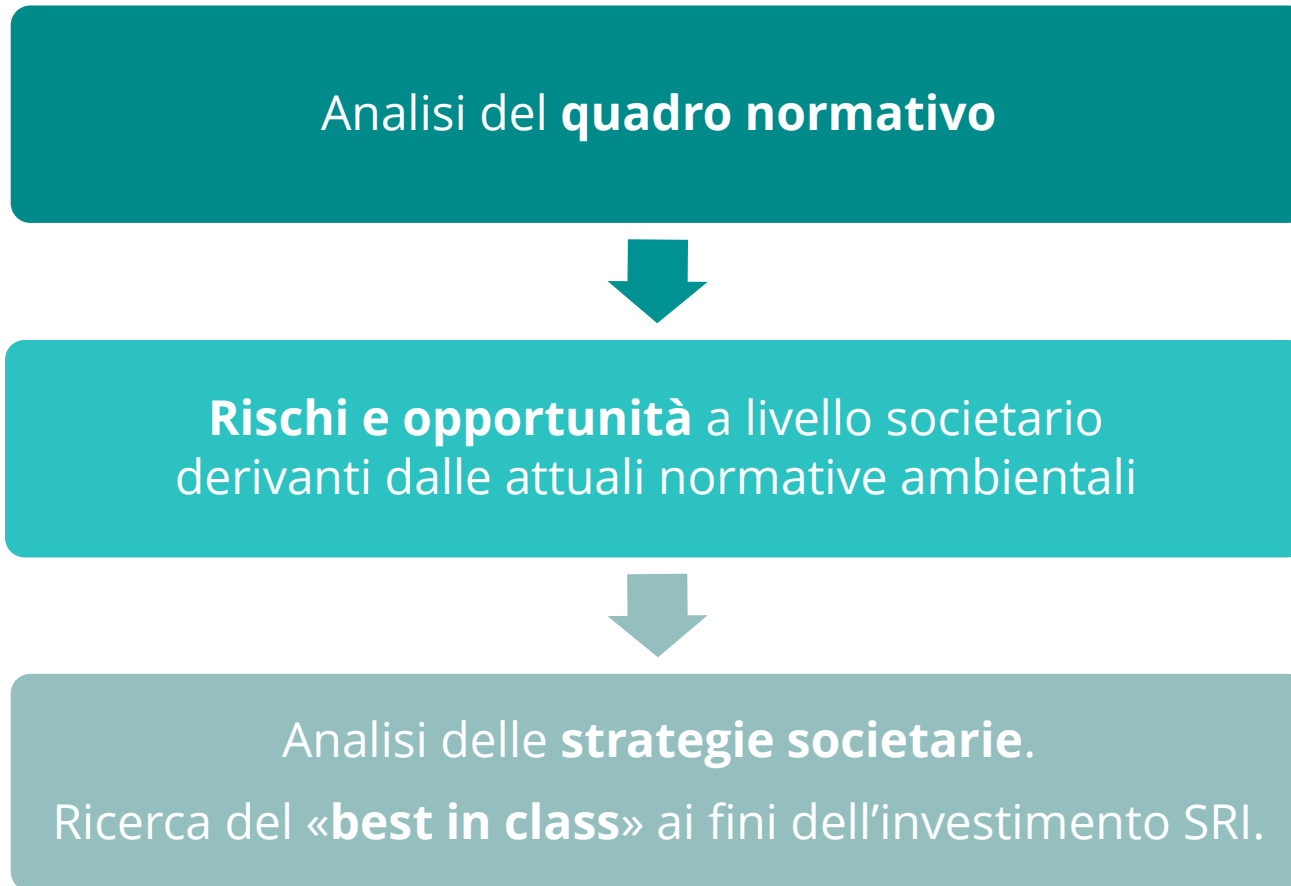 Analisi del quadro normativo
Rischi e opportunità a livello societario
derivanti dalle attuali normative ambientali
Analisi delle strategie societarie.
Ricerca del «best in class» ai fini dell’investimento SRI.